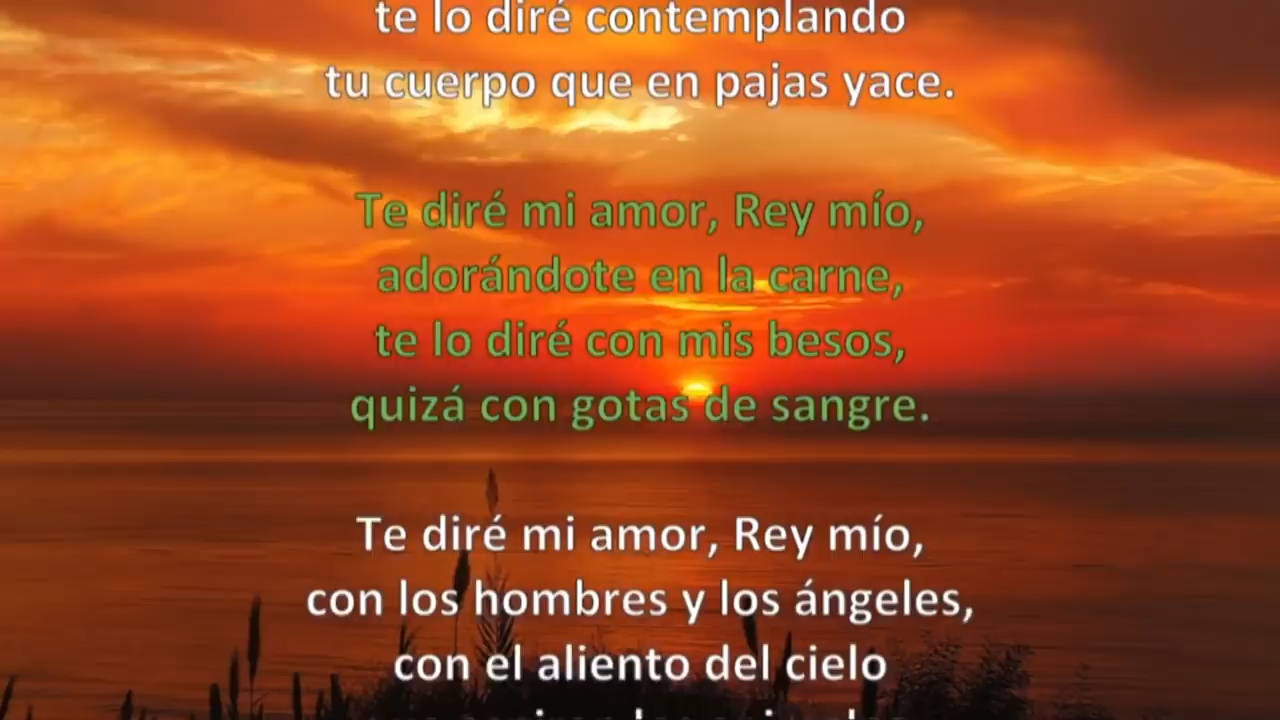 te lo diré contemplando
tu cuerpo que en pajas yace.
Te diré mi amor, Rey mío,
adorándote en la carne,
te lo diré con mis besos,
quizá con gotas de sangre.
Te diré mi amor, Rey mío,
con los hombres y los ángeles,
con el aliento del cielo